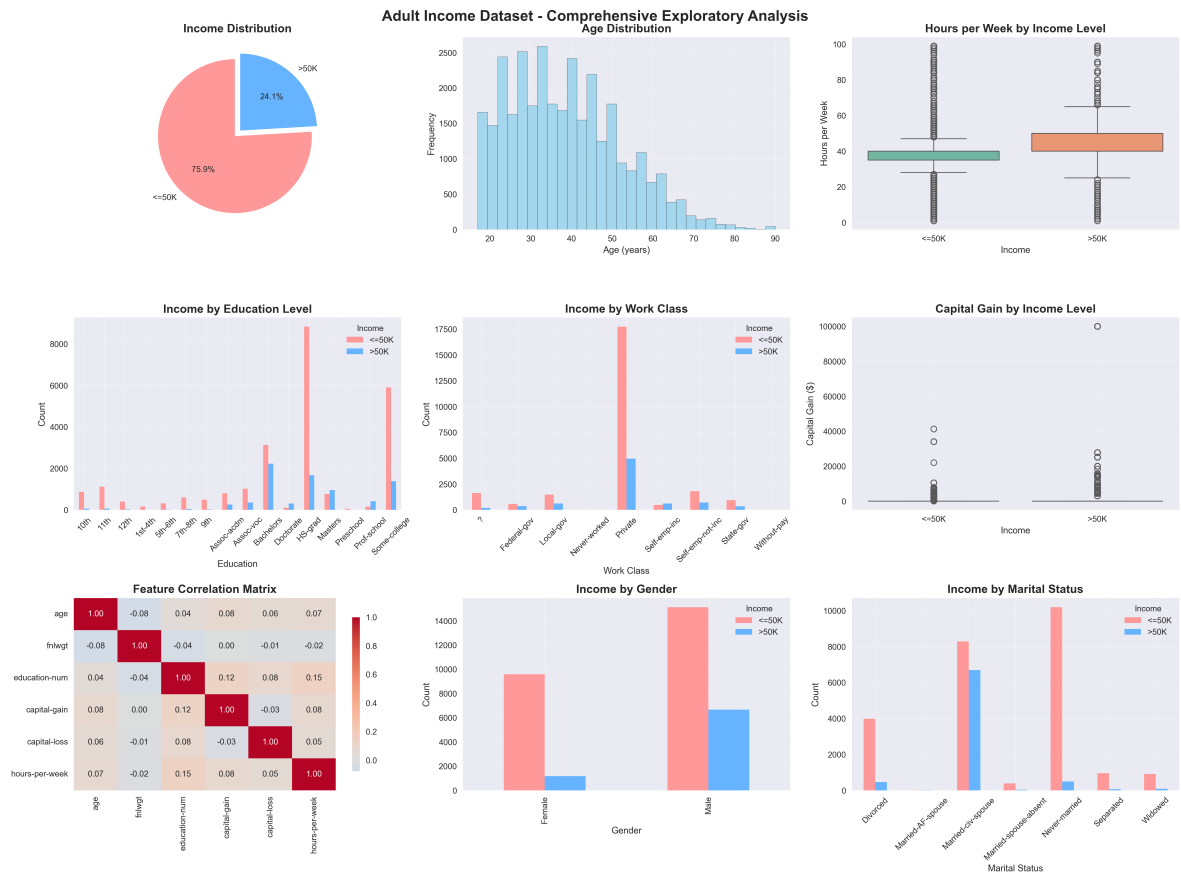 Adult Income Dataset - Comprehensive Exploratory Analysis
Income Distribution
>50K
24.1%
75.9%
<=50K
Age Distribution
Frequency
2500
2000
1500
1000
500
0
20 30 40 50 60 70 80 90
Age (years)
Hours per Week by Income Level
Hours per Week
100
80
60
40
20
0
<=50K >50K
Income
Income by Education Level
Count
8000
6000
4000
2000
0
Income
<=50K
>50K
10th
11th
12th
1st-4th
5th-6th
7th-8th
9th
Assoc-acdm
Assoc-voc
Bachelors
Doctorate
HS-grad
Masters
Preschool
Prof-school
Some-college
Education
Income by Work Class
Count
17500
15000
12500
10000
7500
5000
2500
0
Income
<=50K
>50K
?
Federal-gov
Local-gov
Never-worked
Private
Self-emp-inc
Self-emp-not-inc
State-gov
Without-pay
Work Class
Capital Gain by Income Level
Capital Gain ($)
100000
80000
60000
40000
20000
0
<=50K >50K
Income
Feature Correlation Matrix
age 1.00 -0.08 0.04 0.08 0.06 0.07
fnlwgt -0.08 1.00 -0.04 0.00 -0.01 -0.02
education-num 0.04 -0.04 1.00 0.12 0.08 0.15
capital-gain 0.08 0.00 0.12 1.00 -0.03 0.08
capital-loss 0.06 -0.01 0.08 -0.03 1.00 0.05
hours-per-week 0.07 -0.02 0.15 0.08 0.05 1.00
age
fnlwgt
education-num
capital-gain
capital-loss
hours-per-week
1.0
0.8
0.6
0.4
0.2
0.0
Income by Gender
Count
14000
12000
10000
8000
6000
4000
2000
0
Income
<=50K
>50K
Female
Male
Gender
Income by Marital Status
Count
10000
8000
6000
4000
2000
0
Income
<=50K
>50K
Divorced
Married-AF-spouse
Married-civ-spouse
Married-spouse-absent
Never-married
Separated
Widowed
Marital Status